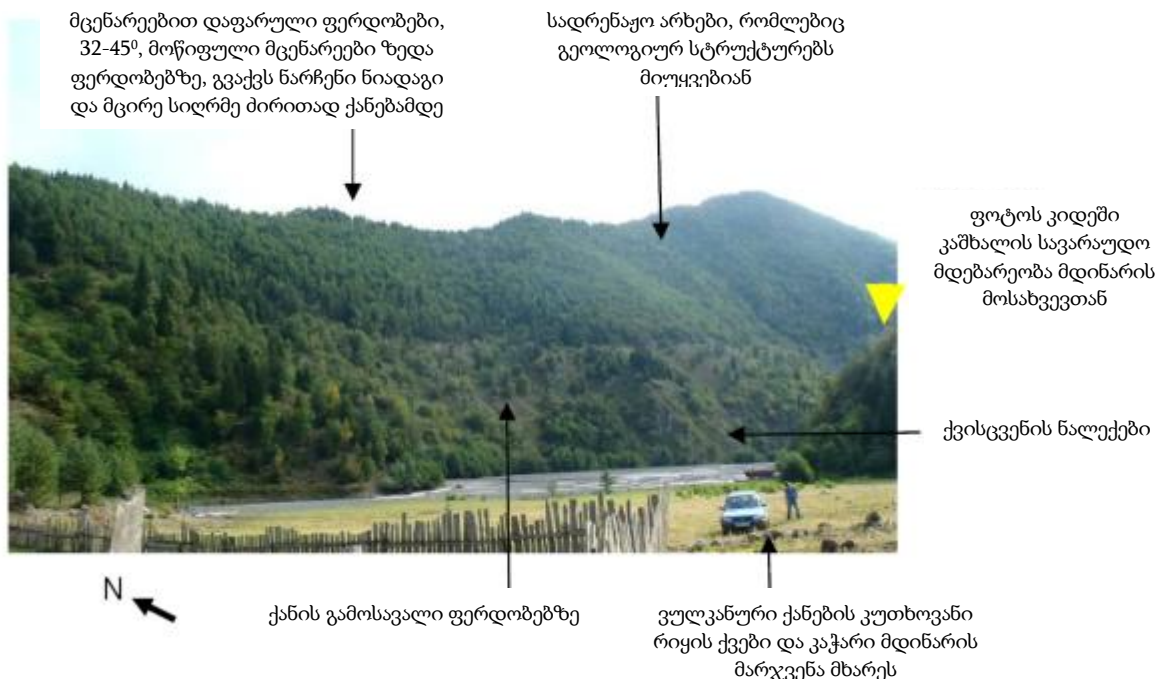 მცენარეებით დაფარული ფერდობები,
32-45⁰, მოწიფული მცენარეები ზედა
ფერდობებზე, გვაქვს ნარჩენი ნიადაგი
და მცირე სიღრმე ძირითად ქანებამდე
სადრენაჟო არხები, რომლებიც
გეოლოგიურ სტრუქტურებს
მიუყვებიან
ფოტოს კიდეში
კაშხალის სავარაუდო
მდებარეობა მდინარის
მოსახვევთან
ქვისცვენის ნალექები
N
ქანის გამოსავალი ფერდობებზე
ვულკანური ქანების კუთხოვანი
რიყის ქვები და კაჭარი მდინარის
მარჯვენა მხარეს